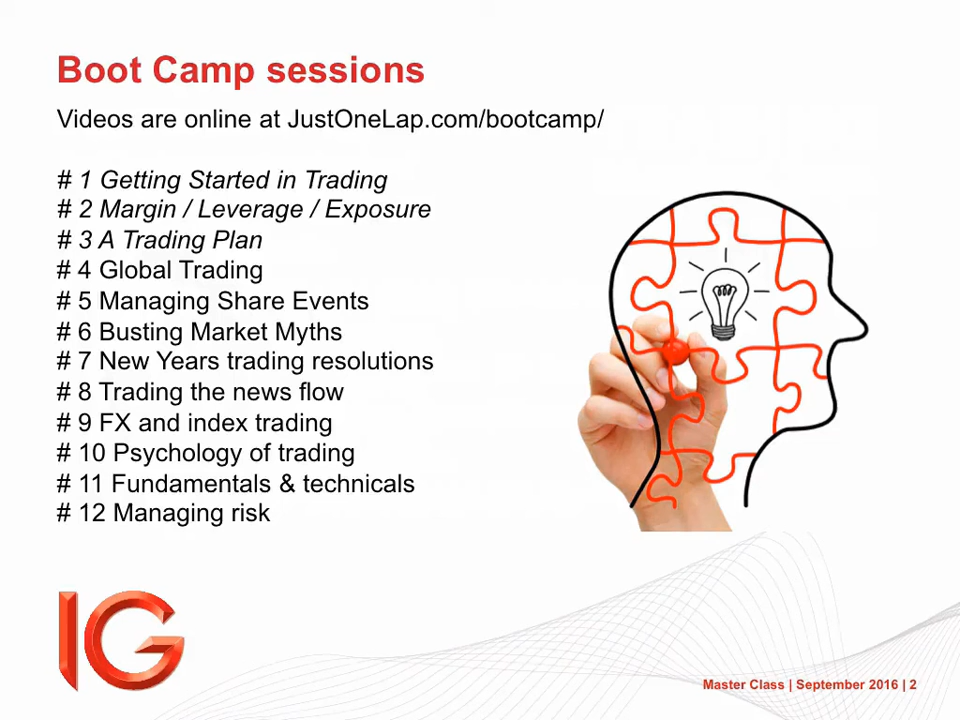 Boot Camp sessions
Videos are online at JustOneLap.com/bootcamp/
# 1 Getting Started in Trading
# 2 Margin / Leverage / Exposure
# 3 A Trading Plan
# 4 Global Trading
# 5 Managing Share Events
# 6 Busting Market Myths
# 7 New Years trading resolutions
# 8 Trading the news flow
# 9 FX and index trading
# 10 Psychology of trading
# 11 Fundamentals & technicals
# 12 Managing risk
IG
Master Class | September 2016 | 2